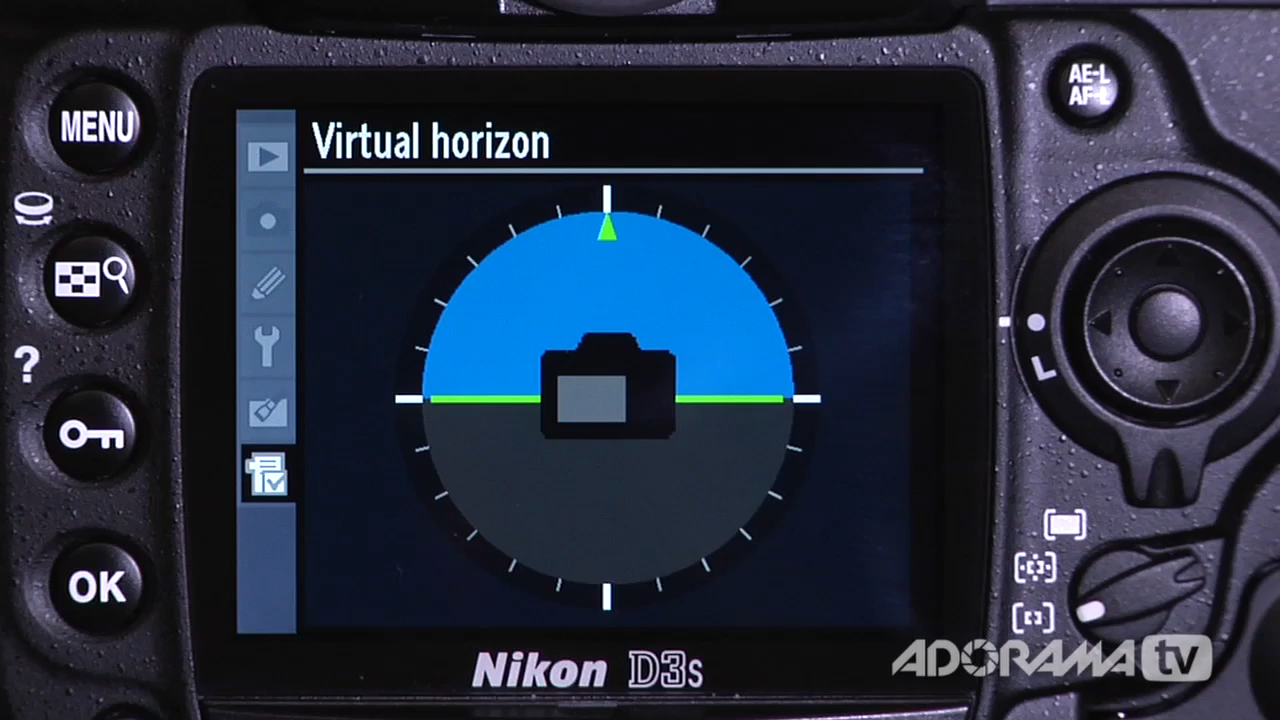 MENU
AE-L
AF-L
Virtual horizon
?
L
OK
Nikon D3s
ADORAMA tv